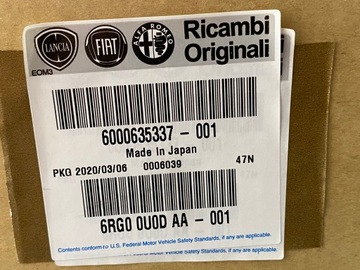 LANCIA FIAT ALFA ROMEO Ricambi
Originali
EOM3
6000635337 -001
Made in Japan
PKG 2020/03/06 0006039 47N
6RG0 0U0D AA -001
Contents conform to U.S. Federal Motor Vehicle Safety Standards, if any are applicable.